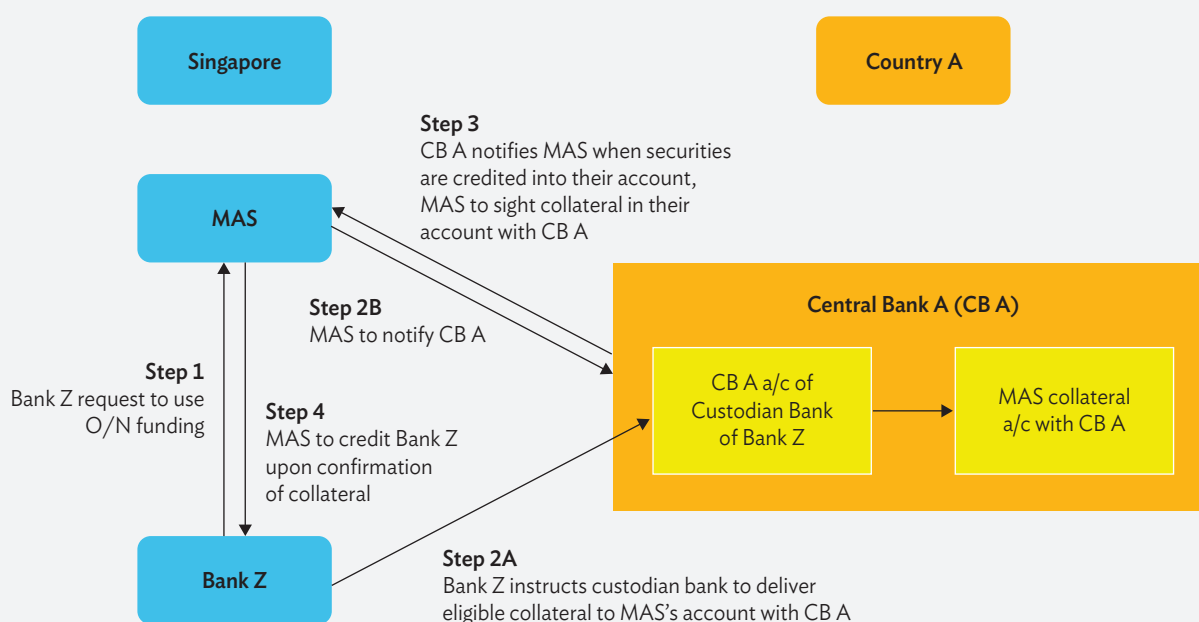 Singapore
Country A
Step 3
CB A notifies MAS when securities
are credited into their account,
MAS to sight collateral in their
account with CB A
MAS
Step 2B
MAS to notify CB A
Central Bank A (CB A)
CB A a/c of
Custodian Bank
of Bank Z
MAS collateral
a/c with CB A
Step 1
Bank Z request to use
O/N funding
Step 4
MAS to credit Bank Z
upon confirmation
of collateral
Bank Z
Step 2A
Bank Z instructs custodian bank to deliver
eligible collateral to MAS’s account with CB A